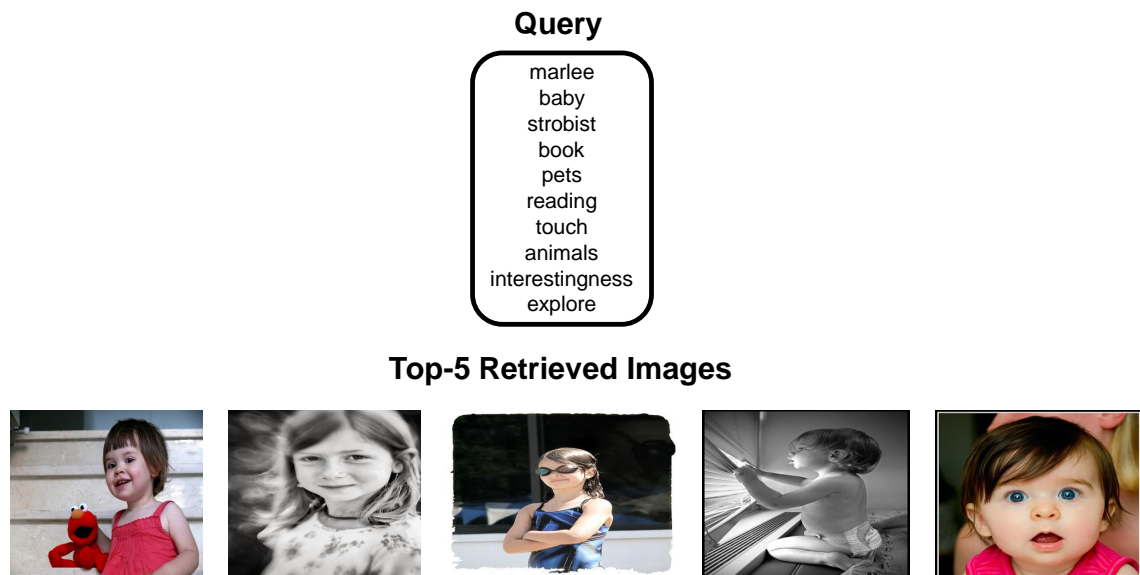 Query
marlee
baby
strobist
book
pets
reading
touch
animals
interestingness
explore
Top-5 Retrieved Images